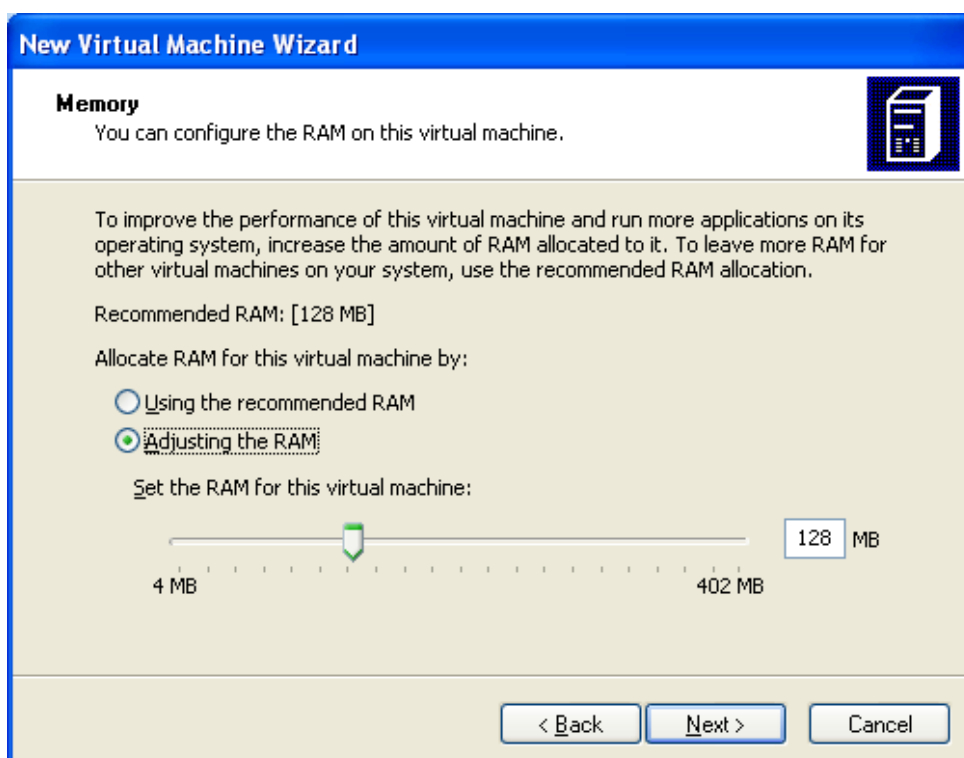 New Virtual Machine Wizard
Memory
You can configure the RAM on this virtual machine.
To improve the performance of this virtual machine and run more applications on its
operating system, increase the amount of RAM allocated to it. To leave more RAM for
other virtual machines on your system, use the recommended RAM allocation.
Recommended RAM: [128 MB]
Allocate RAM for this virtual machine by:
Using the recommended RAM
Adjusting the RAM
Set the RAM for this virtual machine:
128 MB
4 MB 402 MB
< Back Next > Cancel